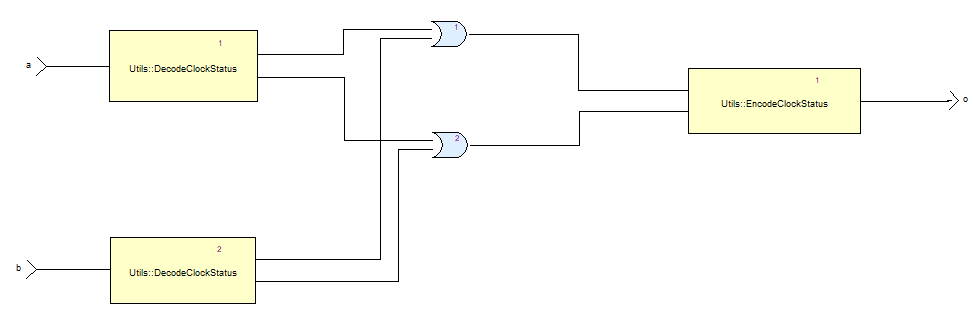 1
1
a
Utils::DecodeClockStatus
1
Utils::EncodeClockStatus
o
2
2
b
Utils::DecodeClockStatus